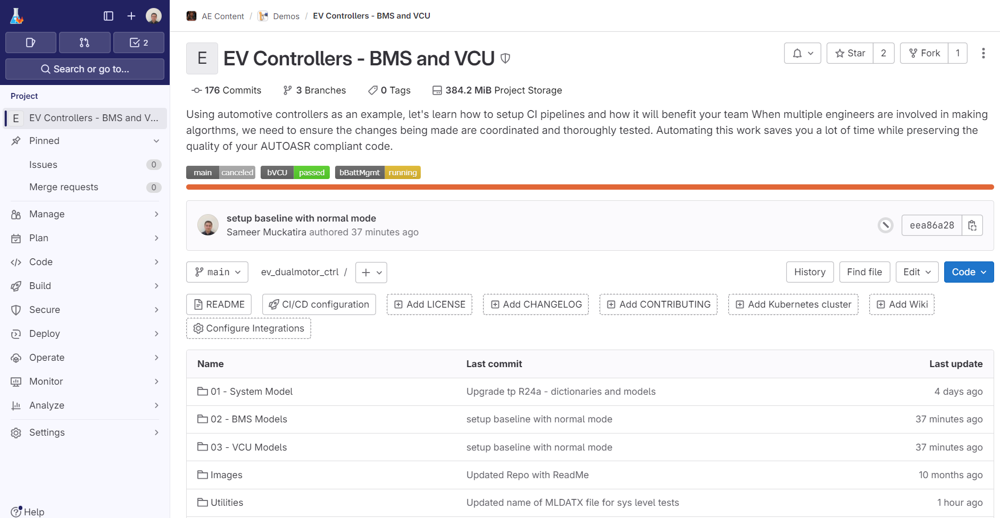 AE Content / Demos / EV Controllers - BMS and VCU
2
Search or go to...
Project
E EV Controllers - BMS and V...
Pinned
Issues 0
Merge requests 0
Manage
Plan
Code
Build
Secure
Deploy
Operate
Monitor
Analyze
Settings
Help
E EV Controllers - BMS and VCU
Star 2 Fork 1
176 Commits 3 Branches 0 Tags 384.2 MiB Project Storage
Using automotive controllers as an example, let's learn how to setup CI pipelines and how it will benefit your team When multiple engineers are involved in making
algorthms, we need to ensure the changes being made are coordinated and thoroughly tested. Automating this work saves you a lot of time while preserving the
quality of your AUTOASR compliant code.
main canceled bVCU passed bBattMgmt running
setup baseline with normal mode
Sameer Muckatira authored 37 minutes ago
eea86a28
main ev_dualmotor_ctrl / + History Find file Edit Code
README CI/CD configuration Add LICENSE Add CHANGELOG Add CONTRIBUTING Add Kubernetes cluster Add Wiki
Configure Integrations
Name Last commit Last update
01 - System Model Upgrade tp R24a - dictionaries and models 4 days ago
02 - BMS Models setup baseline with normal mode 37 minutes ago
03 - VCU Models setup baseline with normal mode 37 minutes ago
Images Updated Repo with ReadMe 10 months ago
Utilities Updated name of MLDATX file for sys level tests 1 hour ago